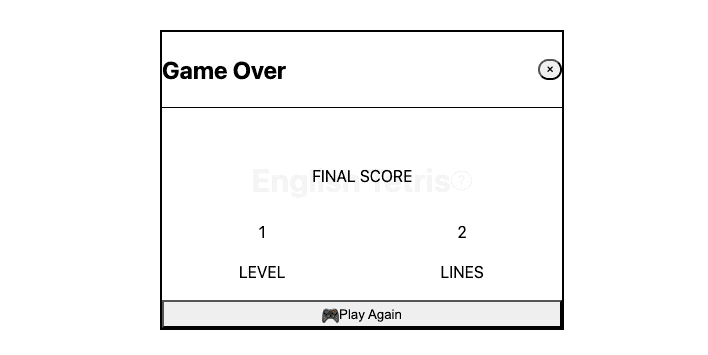 Game Over ×
English Tetris ?
FINAL SCORE
1 2
LEVEL LINES
🎮Play Again